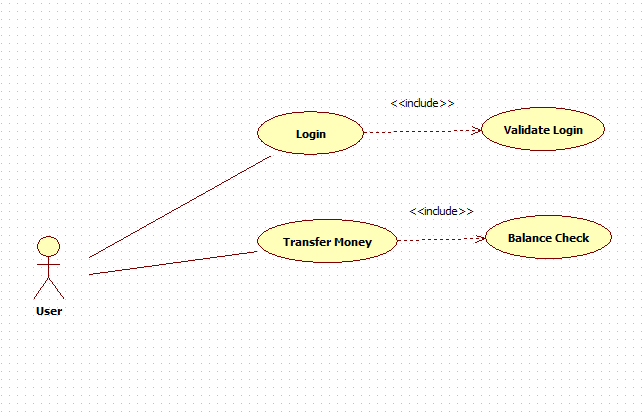 <<include>>
Login
Validate Login
<<include>>
Transfer Money
Balance Check
User